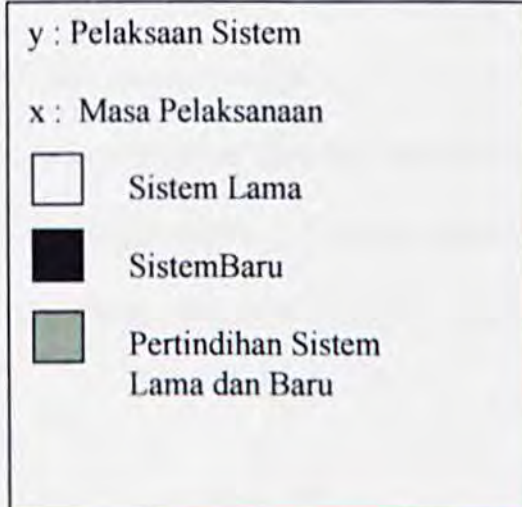 y : Pelaksaan Sistem
x : Masa Pelaksanaan
Sistem Lama
SistemBaru
Pertindihan Sistem
Lama dan Baru